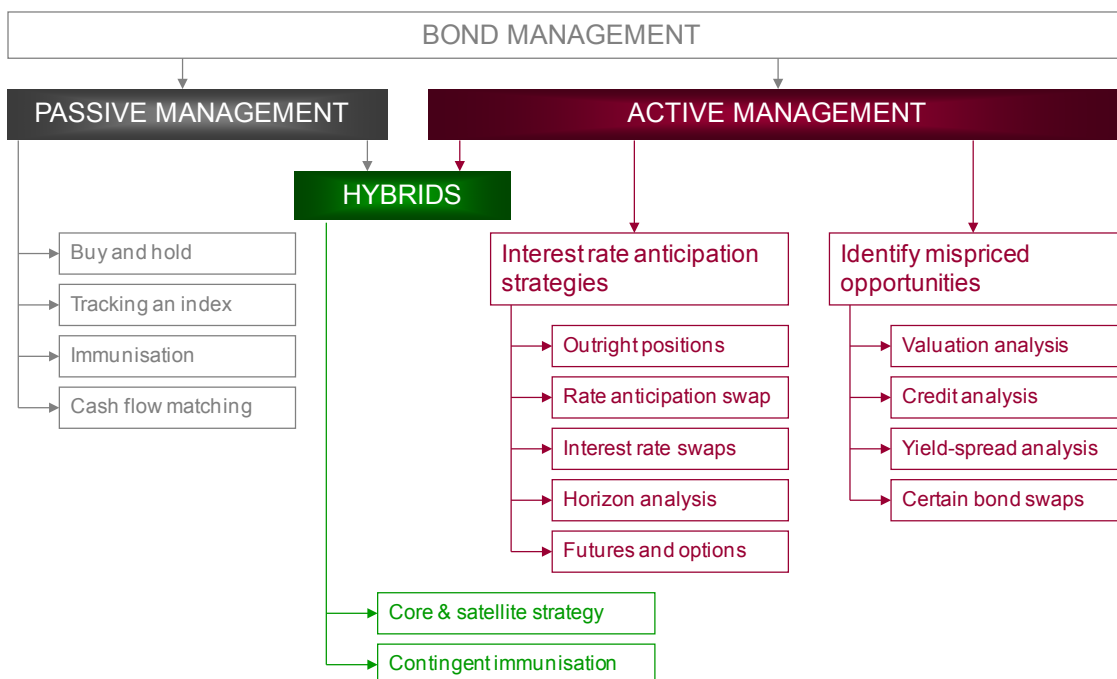 BOND MANAGEMENT
PASSIVE MANAGEMENT
ACTIVE MANAGEMENT
HYBRIDS
Buy and hold
Tracking an index
Immunisation
Cash flow matching
Interest rate anticipation
strategies
Outright positions
Rate anticipation swap
Interest rate swaps
Horizon analysis
Futures and options
Identify mispriced
opportunities
Valuation analysis
Credit analysis
Yield-spread analysis
Certain bond swaps
Core & satellite strategy
Contingent immunisation